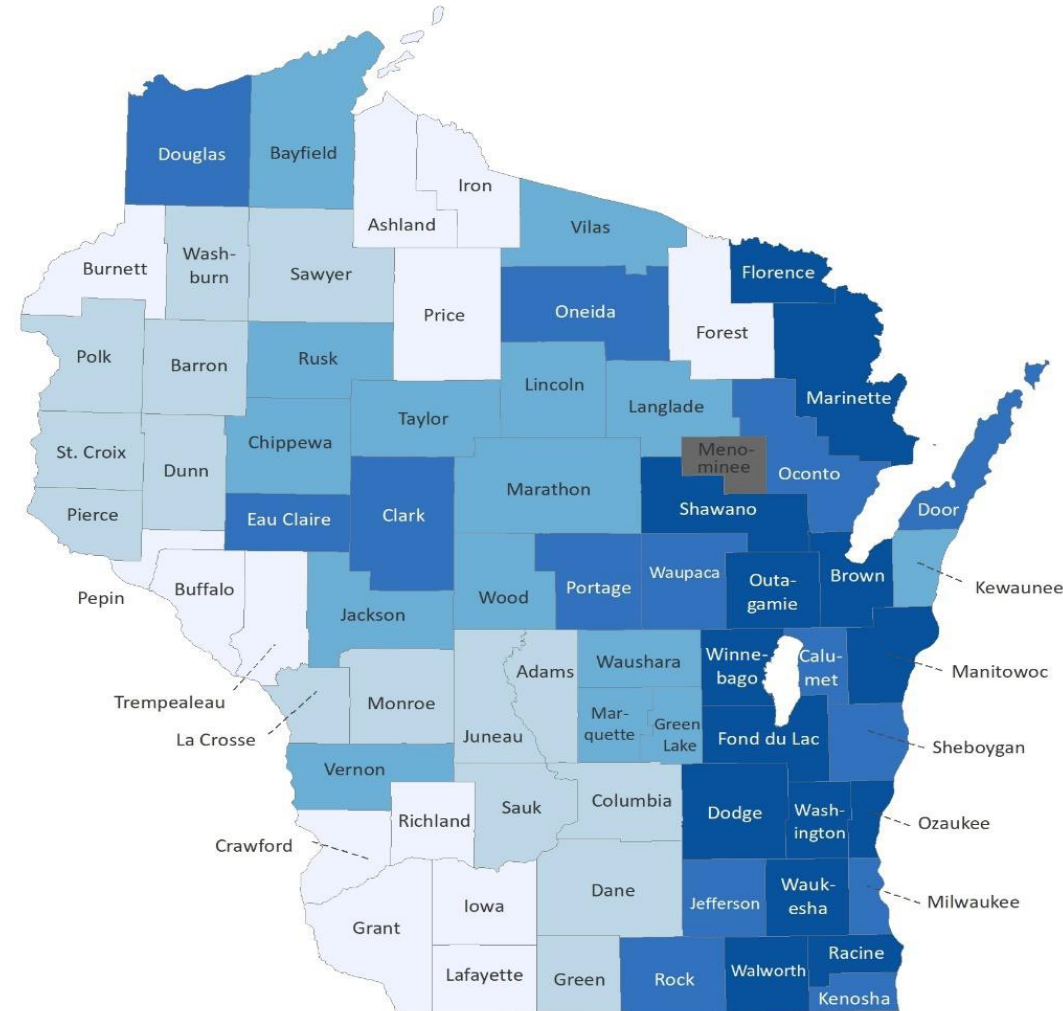 Douglas
Bayfield
Iron
Ashland
Vilas
Burnett
Wash-
burn
Sawyer
Florence
Price
Oneida
Forest
Polk
Barron
Rusk
Lincoln
Langlade
Marinette
Taylor
St. Croix
Dunn
Chippewa
Meno-
minee
Oconto
Marathon
Pierce
Eau Claire
Clark
Shawano
Door
Pepin
Buffalo
Jackson
Wood
Portage
Waupaca
Outa-
gamie
Brown
Kewaunee
Trempealeau
Adams
Waushara
Winne-
bago
Calu-
met
Manitowoc
La Crosse
Monroe
Juneau
Mar-
quette
Green
Lake
Fond du Lac
Sheboygan
Vernon
Richland
Sauk
Columbia
Dodge
Wash-
ington
Ozaukee
Crawford
Grant
Iowa
Dane
Jefferson
Wauk-
esha
Milwaukee
Lafayette
Green
Rock
Walworth
Racine
Kenosha